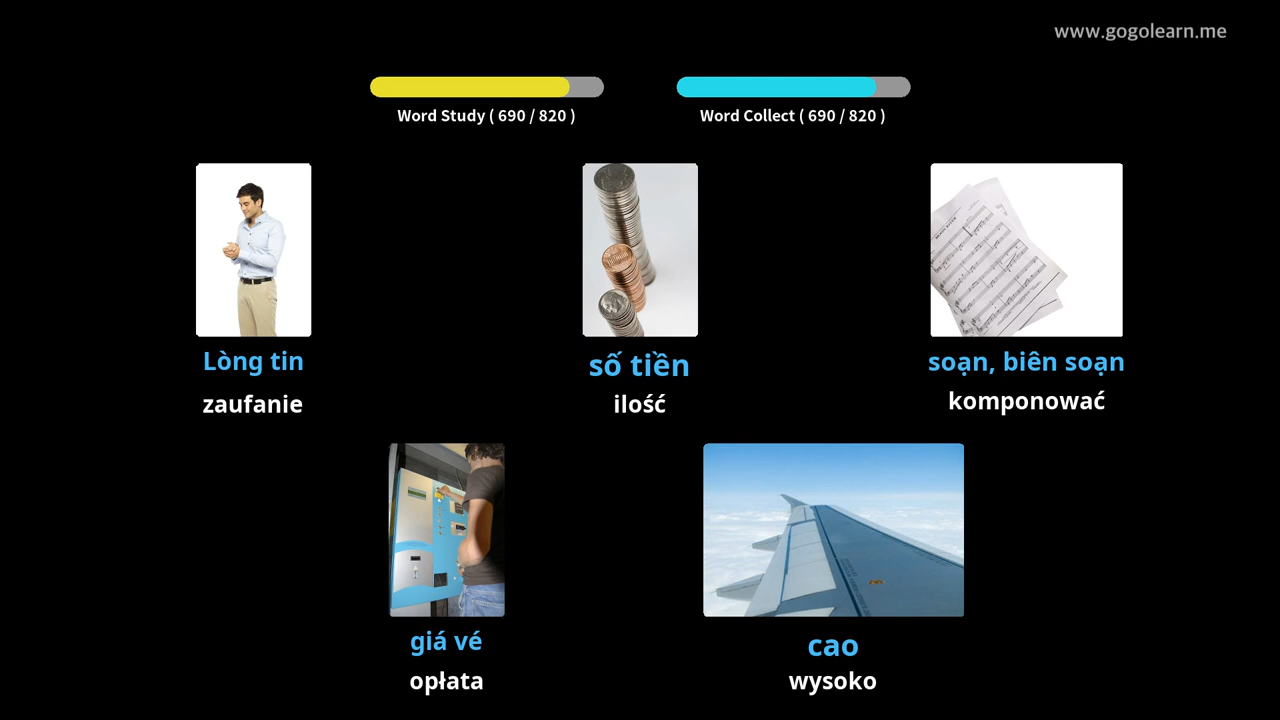 www.gogolearn.me
Word Study ( 690 / 820 )
Word Collect ( 690 / 820 )
Lòng tin
zaufanie
số tiền
ilość
soạn, biên soạn
komponować
giá vé
opłata
cao
wysoko